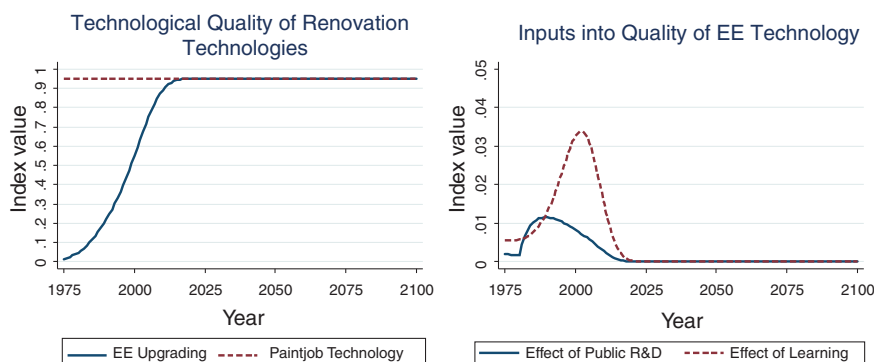 Technological Quality of Renovation
Technologies
Index value
0 .1 .2 .3 .4 .5 .6 .7 .8 .9 1
1975 2000 2025 2050 2075 2100
Year
EE Upgrading Paintjob Technology
Inputs into Quality of EE Technology
Index value
0 .01 .02 .03 .04 .05
1975 2000 2025 2050 2075 2100
Year
Effect of Public R&D Effect of Learning